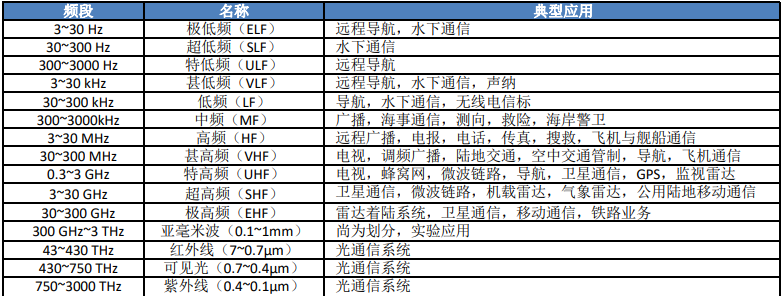 频段 名称 典型应用
3~30 Hz 极低频（ELF） 远程导航，水下通信
30~300 Hz 超低频（SLF） 水下通信
300~3000 Hz 特低频（ULF） 远程导航
3~30 kHz 甚低频（VLF） 远程导航，水下通信，声纳
30~300 kHz 低频（LF） 导航，水下通信，无线电信标
300~3000kHz 中频（MF） 广播，海事通信，测向，救险，海岸警卫
3~30 MHz 高频（HF） 远程广播，电报，电话，传真，搜救，飞机与舰船通信
30~300 MHz 甚高频（VHF） 电视，调频广播，陆地交通，空中交通管制，导航，飞机通信
0.3~3 GHz 特高频（UHF） 电视，蜂窝网，微波链路，导航，卫星通信，GPS，监视雷达
3~30 GHz 超高频（SHF） 卫星通信，微波链路，机载雷达，气象雷达，公用陆地移动通信
30~300 GHz 极高频（EHF） 雷达着陆系统，卫星通信，移动通信，铁路业务
300 GHz~3 THz 亚毫米波（0.1~1mm） 尚为划分，实验应用
43~430 THz 红外线（7~0.7μm） 光通信系统
430~750 THz 可见光（0.7~0.4μm） 光通信系统
750~3000 THz 紫外线（0.4~0.1μm） 光通信系统